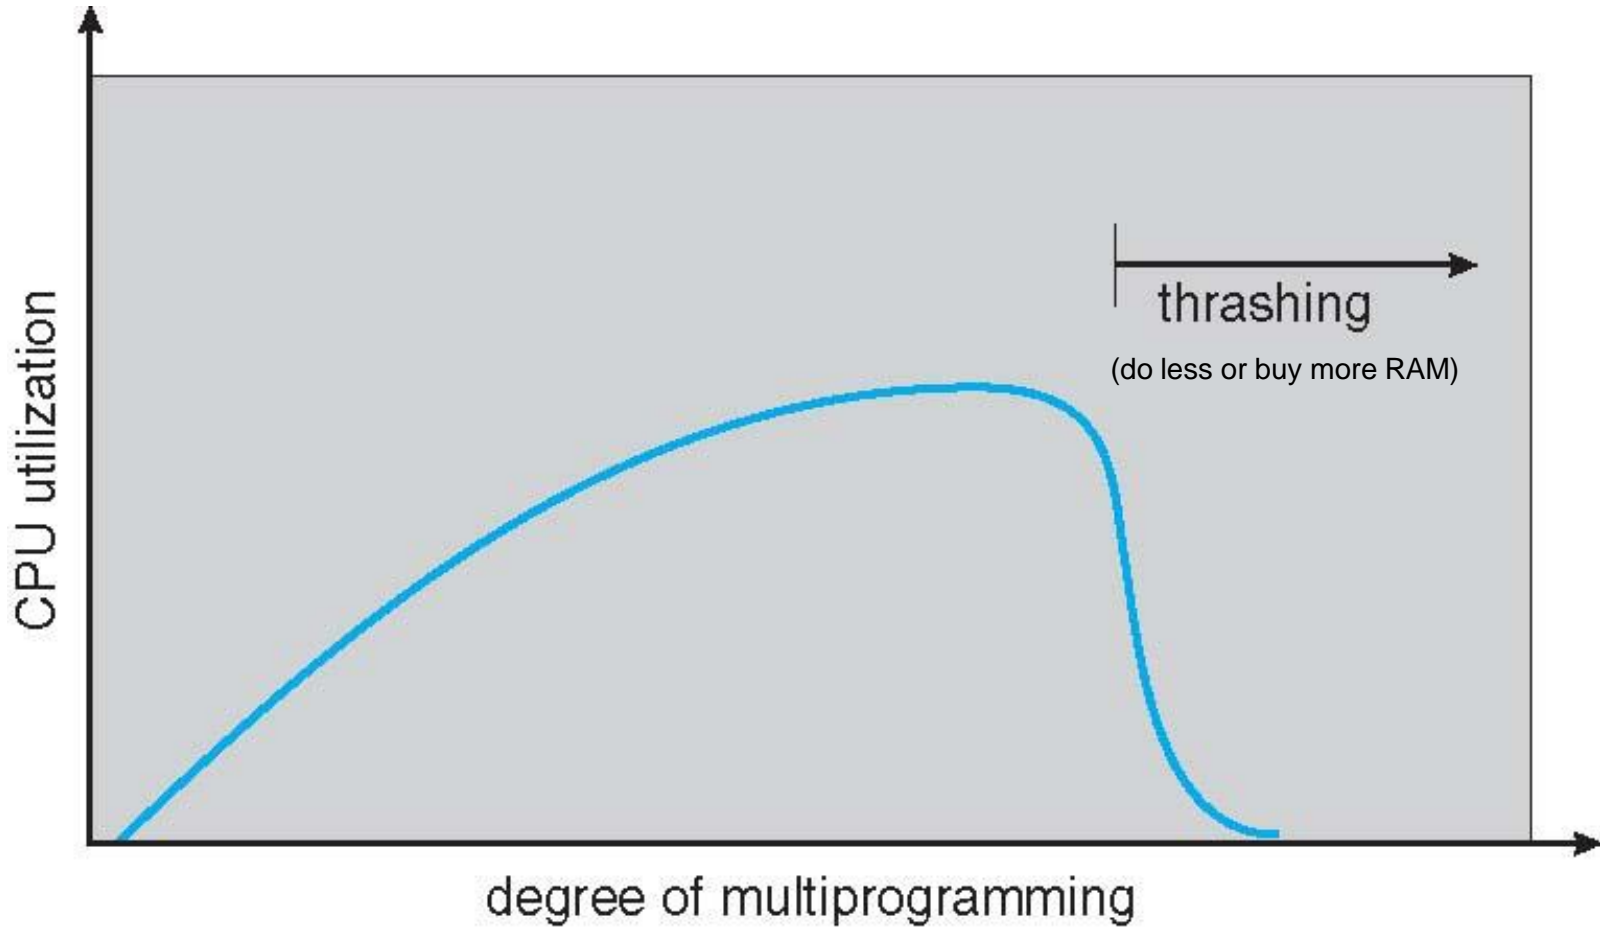 CPU utilization
thrashing
(do less or buy more RAM)
degree of multiprogramming